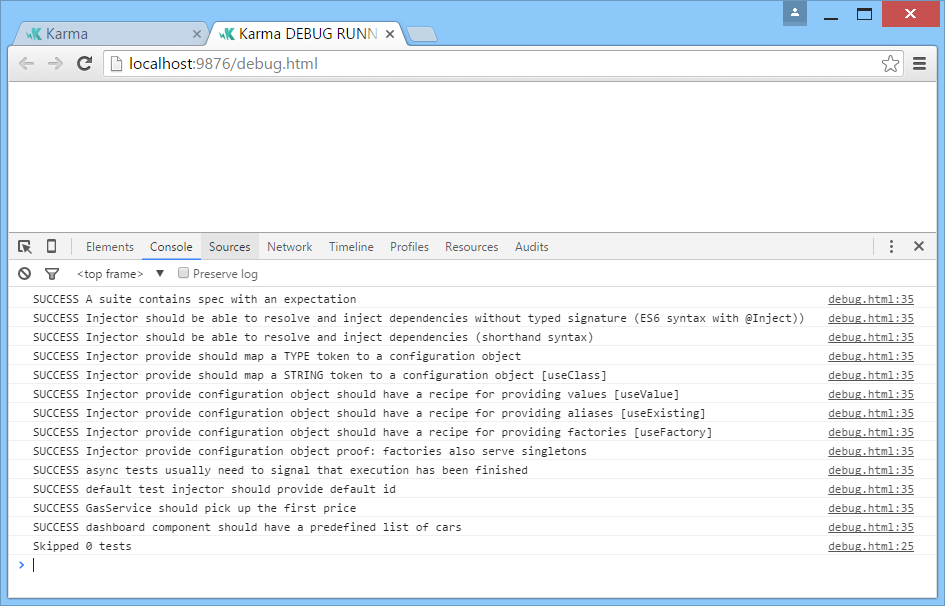 Karma
Karma DEBUG RUNN
localhost:9876/debug.html
Elements Console Sources Network Timeline Profiles Resources Audits
<top frame> Preserve log
SUCCESS A suite contains spec with an expectation debug.html:35
SUCCESS Injector should be able to resolve and inject dependencies without typed signature (ES6 syntax with @Inject)) debug.html:35
SUCCESS Injector should be able to resolve and inject dependencies (shorthand syntax) debug.html:35
SUCCESS Injector provide should map a TYPE token to a configuration object debug.html:35
SUCCESS Injector provide should map a STRING token to a configuration object [useClass] debug.html:35
SUCCESS Injector provide configuration object should have a recipe for providing values [useValue] debug.html:35
SUCCESS Injector provide configuration object should have a recipe for providing aliases [useExisting] debug.html:35
SUCCESS Injector provide configuration object should have a recipe for providing factories [useFactory] debug.html:35
SUCCESS Injector provide configuration object proof: factories also serve singletons debug.html:35
SUCCESS async tests usually need to signal that execution has been finished debug.html:35
SUCCESS default test injector should provide default id debug.html:35
SUCCESS GasService should pick up the first price debug.html:35
SUCCESS dashboard component should have a predefined list of cars debug.html:35
Skipped 0 tests debug.html:25